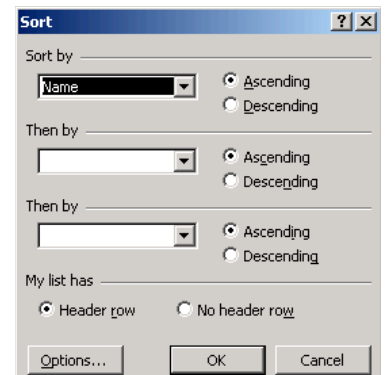 Sort
Sort by
Name
Ascending
Descending
Then by
Ascending
Descending
Then by
Ascending
Descending
My list has
Header row No header row
Options... OK Cancel